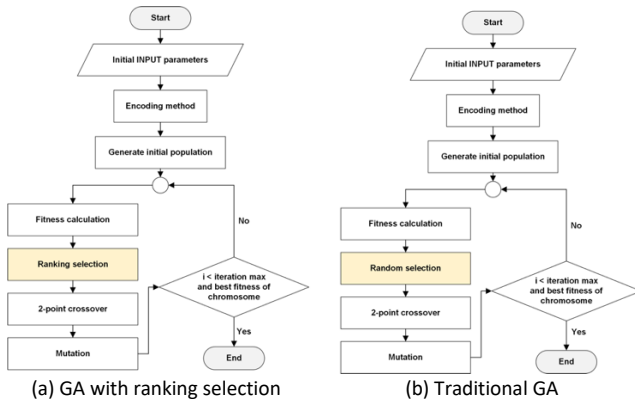 Start
Initial INPUT parameters
Encoding method
Generate initial population
Fitness calculation
No
Ranking selection
i < iteration max
and best fitness of
chromosome
2-point crossover
Yes
Mutation
End
(a) GA with ranking selection
Start
Initial INPUT parameters
Encoding method
Generate initial population
Fitness calculation
No
Random selection
i < iteration max
and best fitness of
chromosome
2-point crossover
Yes
Mutation
End
(b) Traditional GA